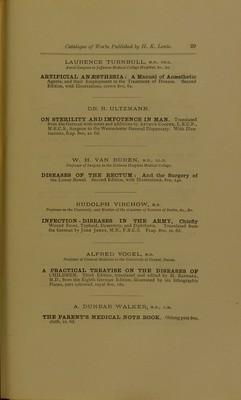 Catalogue of Works Published by H. K. Lewis. 29
LAURENCE TURNBULL, M.D., PH.G.
Aural Surgeon to Jefferson Medical College Hospital, &c., &c.
ARTIFICIAL ANÆSTHESIA: A Manual of Anæsthetic
Agents, and their Employment in the Treatment of Disease. Second
Edition, with Illustrations, crown 8vo, 6s.
DR. R. ULTZMANN.
ON STERILITY AND IMPOTENCE IN MAN. Translated
from the German with notes and additions by ARTHUR COOPER, L.R.C.P.,
M.R.C.S., Surgeon to the Westminster General Dispensary. With Illus-
trations, fcap. 8vo, 2s. 6d.
W. H. VAN BUREN, M.D., LL.D.
Professor of Surgery in the Bellevue Hospital Medical College.
DISEASES OF THE RECTUM: And the Surgery of
the Lower Bowel. Second Edition, with Illustrations, 8vo, 14s.
RUDOLPH VIRCHOW, M.D.
Professor in the University, and Member of the Academy of Sciences of Berlin, &c., &c.
INFECTION-DISEASES IN THE ARMY, Chiefly
Wound Fever, Typhoid, Dysentery, and Diphtheria. Translated from
the German by JOHN JAMES, M.B., F.R.C.S. Fcap. 8vo, 1s. 6d.
ALFRED VOGEL, M.D.
Professor of Clinical Medicine in the University of Dorpat, Russia.
A PRACTICAL TREATISE ON THE DISEASES OF
CHILDREN. Third Edition, translated and edited by H. RAPHAEL,
M.D., from the Eighth German Edition, illustrated by six lithographic
Plates, part coloured, royal 8vo, 18s.
A. DUNBAR WALKER, M.D., C.M.
THE PARENT'S MEDICAL NOTE BOOK. Oblong post 8vo,
cloth, 1s. 6d.